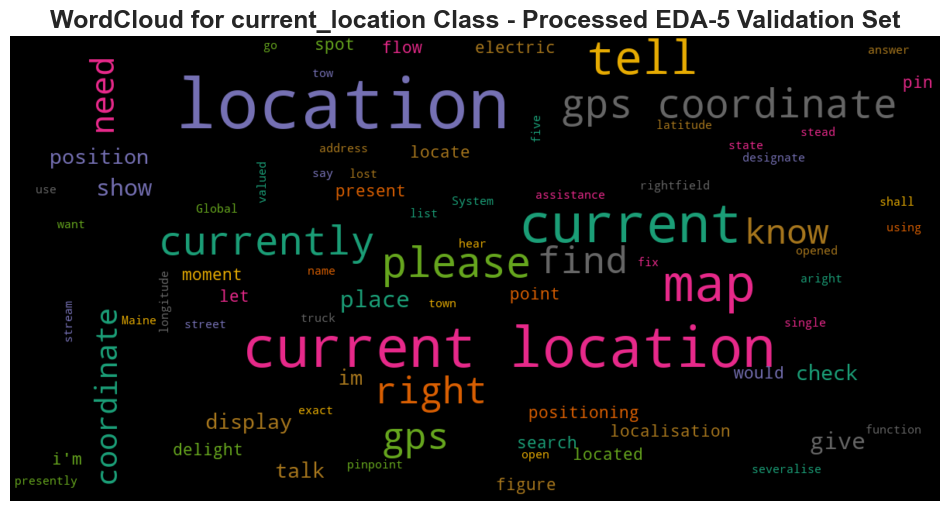 WordCloud for current_location Class - Processed EDA-5 Validation Set
go spot flow electric tell answer
need tow location gps coordinate pin
five latitude stead
position address locate state designate
show valued say lost present rightfield
use assistance
want Global list System shall
currently hear current know using
please find opened
moment name fix map aright
let longitude place town point
stream Maine street truck single
coordinate current location
im right would check
display exact positioning
delight gps search localisation give function
i'm talk pinpoint open located severalise
presently figure